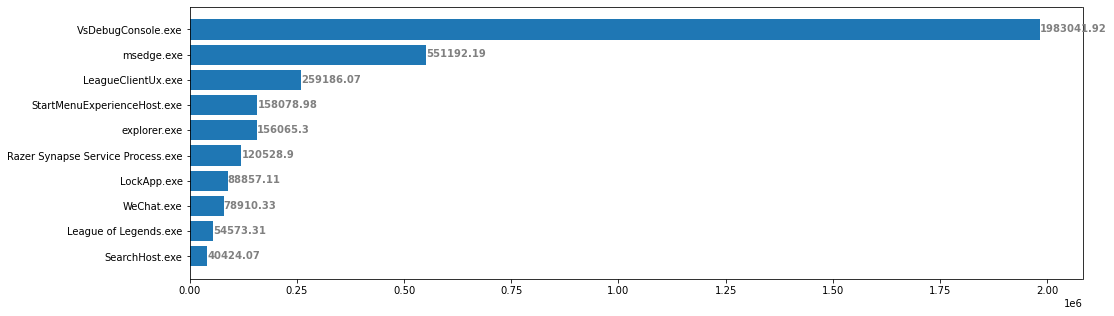 VsDebugConsole.exe 1983041.92
msedge.exe 551192.19
LeagueClientUx.exe 259186.07
StartMenuExperienceHost.exe 158078.98
explorer.exe 156065.3
Razer Synapse Service Process.exe 120528.9
LockApp.exe 88857.11
WeChat.exe 78910.33
League of Legends.exe 54573.31
SearchHost.exe 40424.07
0.00 0.25 0.50 0.75 1.00 1.25 1.50 1.75 2.00
1e6